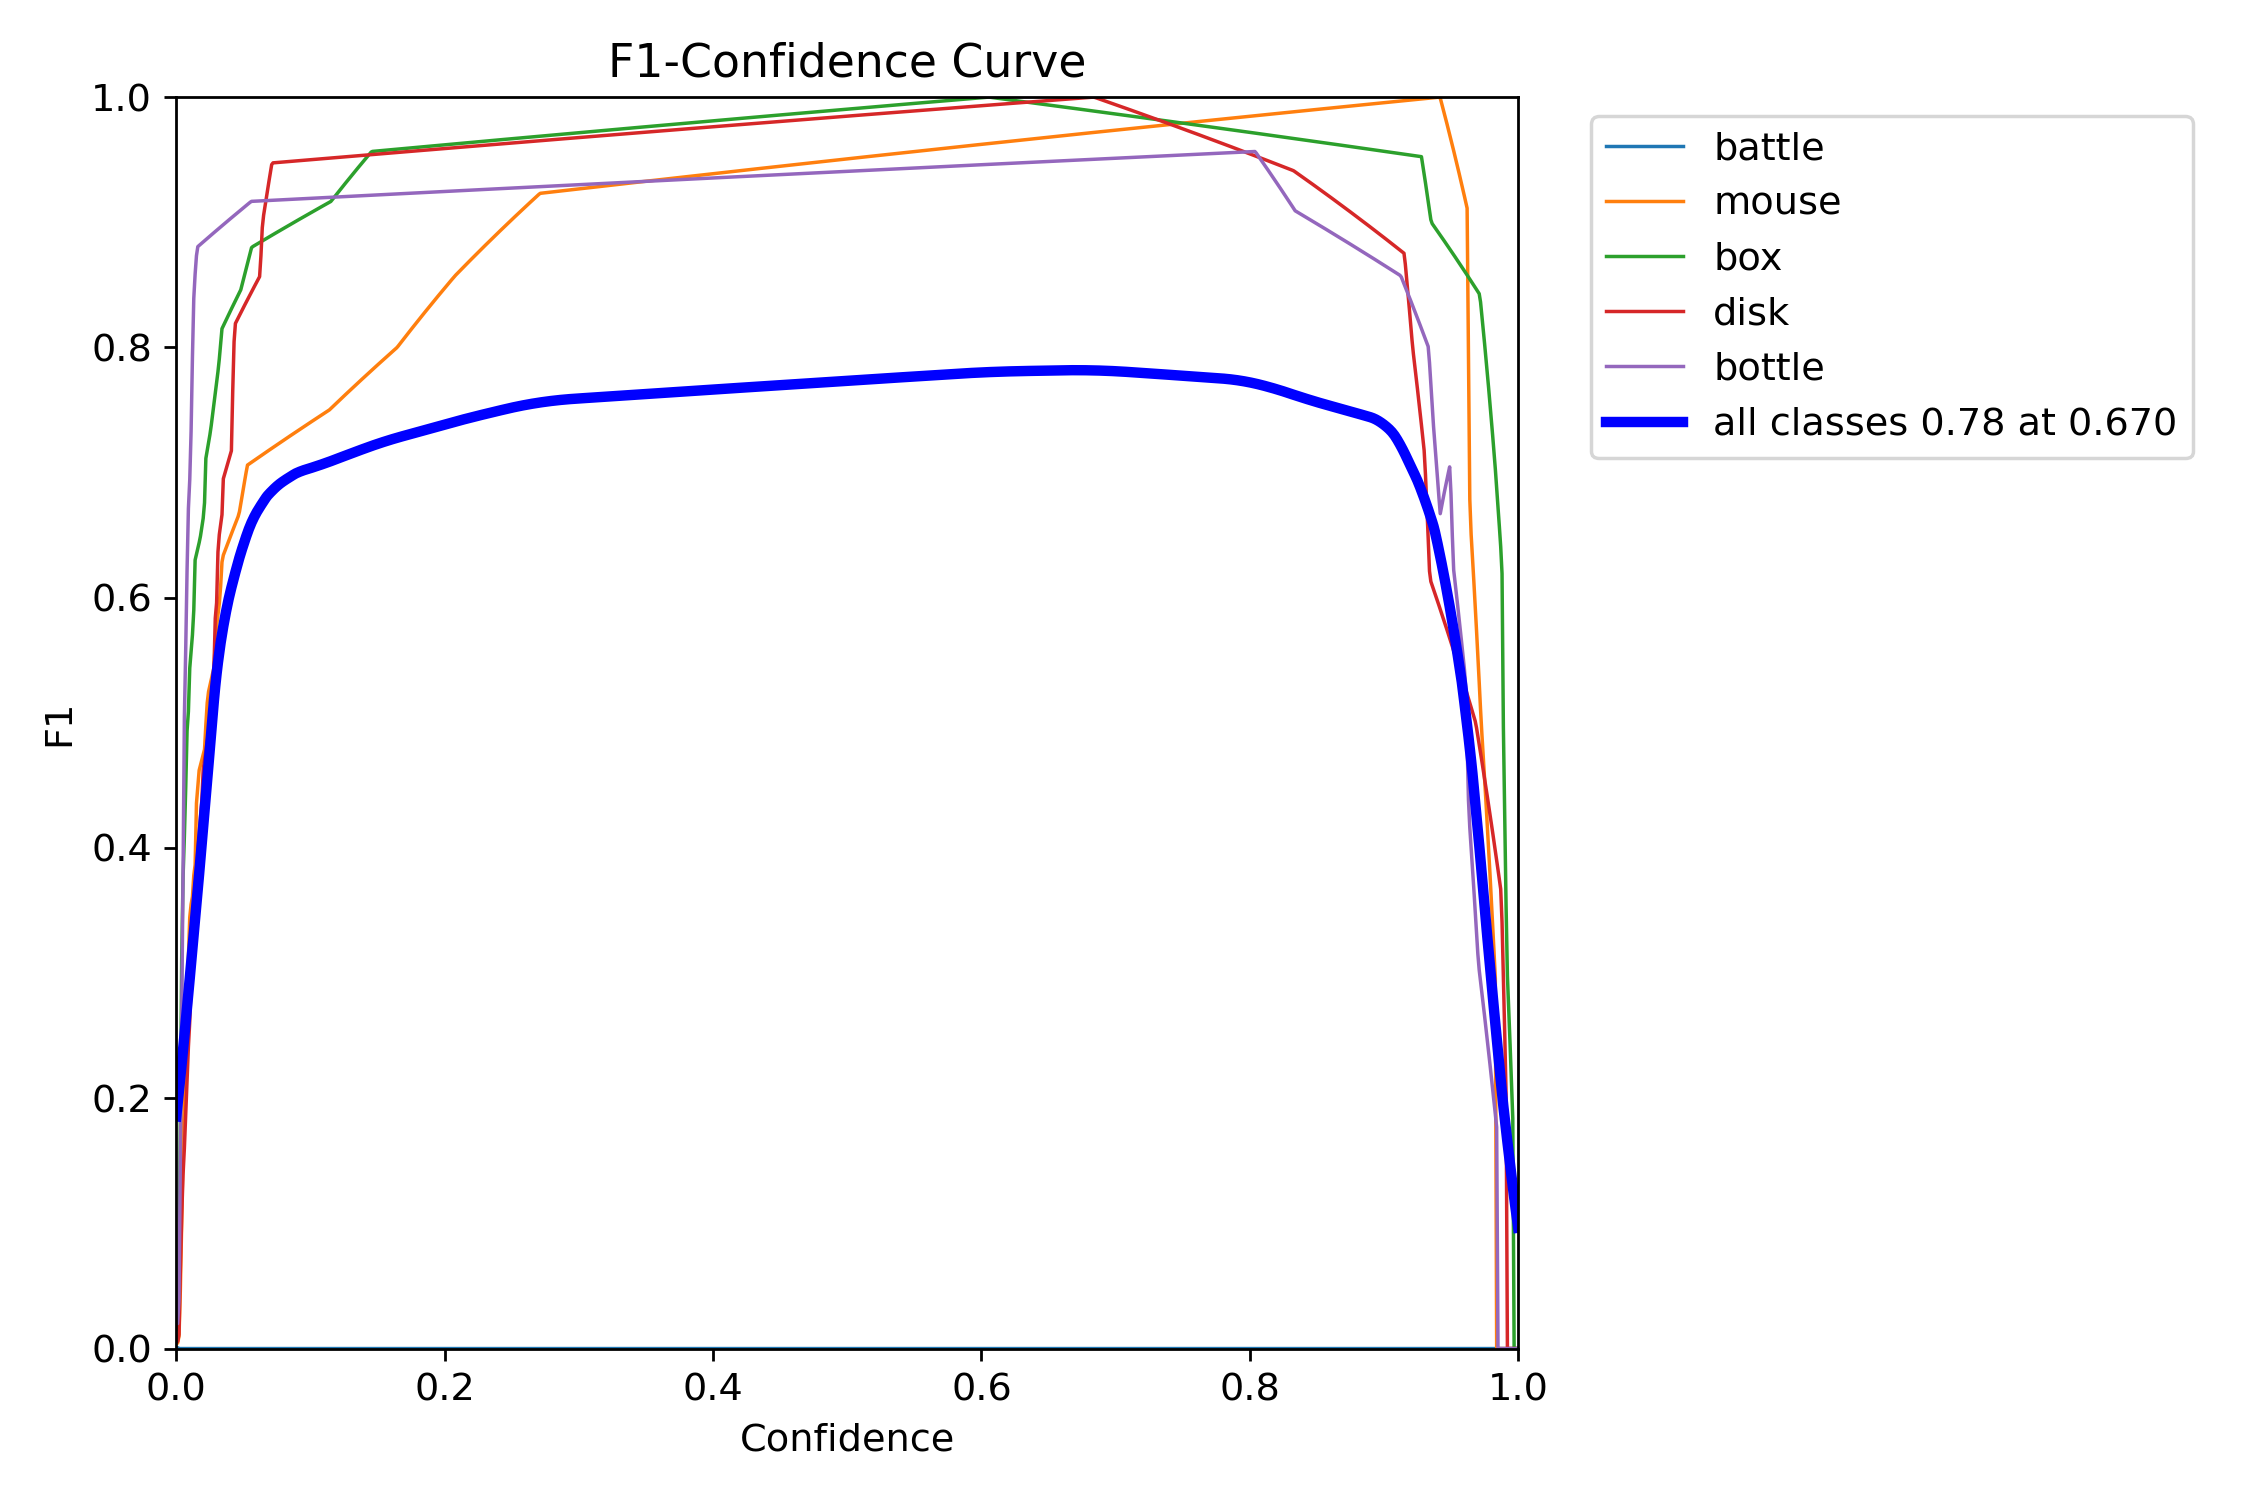 F1-Confidence Curve
1.0
0.8
0.6
0.4
0.2
0.0
F1
0.0 0.2 0.4 0.6 0.8 1.0
Confidence
battle
mouse
box
disk
bottle
all classes 0.78 at 0.670